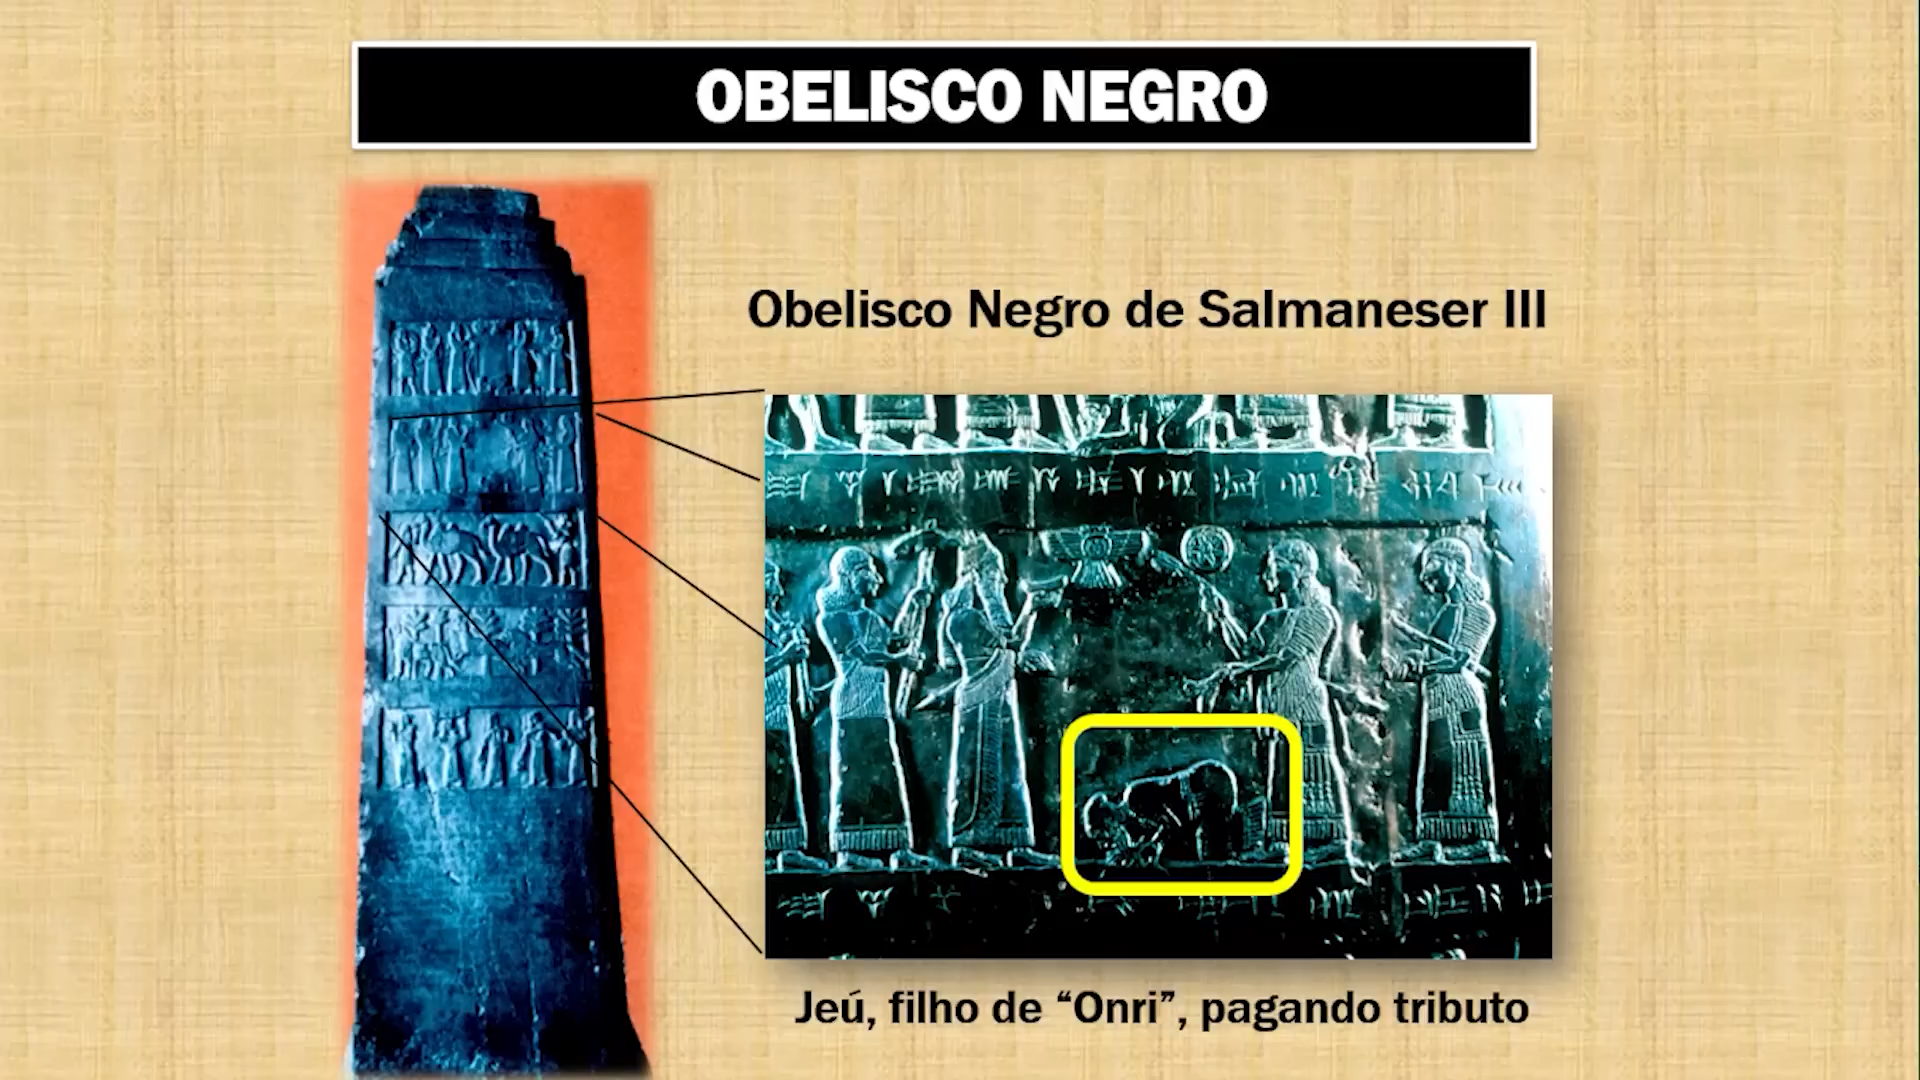 OBELISCO NEGRO
Obelisco Negro de Salmaneser III
Jeú, filho de “Onri”, pagando tributo